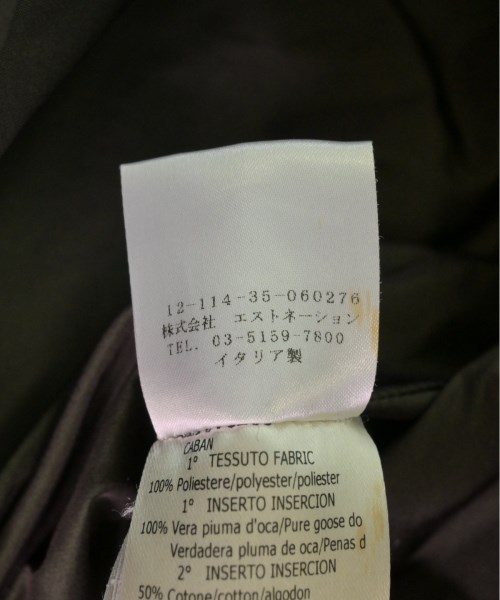 12-114-35-060276
株式会社 エストネーション
TEL. 03-5159-7800
イタリア製
CABAN
1° TESSUTO FABRIC
100% Poliestere/polyester/poliester
1° INSERTO INSERCION
100% Vera piuma d'oca/Pure goose do
Verdadera pluma de oca/Penas d
2° INSERTO INSERCION
50% Cotone/cotton/algodon